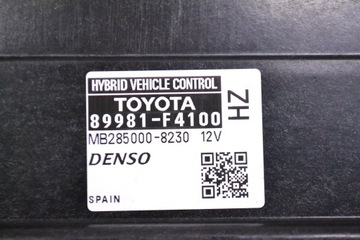 HYBRID VEHICLE CONTROL
TOYOTA
89981-F4100
HZ
MB285000-8230 12V
DENSO
SPAIN